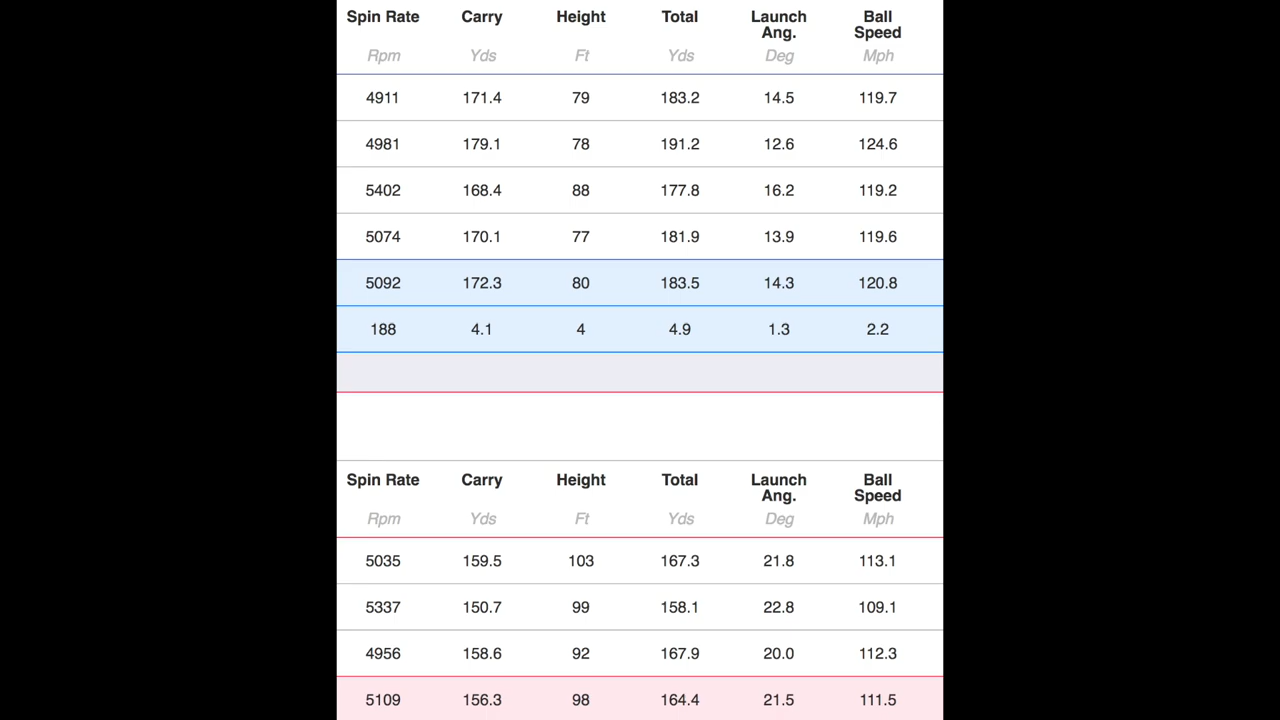 Spin Rate Carry Height Total Launch Ang. Ball Speed
Rpm Yds Ft Yds Deg Mph
4911 171.4 79 183.2 14.5 119.7
4981 179.1 78 191.2 12.6 124.6
5402 168.4 88 177.8 16.2 119.2
5074 170.1 77 181.9 13.9 119.6
5092 172.3 80 183.5 14.3 120.8
188 4.1 4 4.9 1.3 2.2
Spin Rate Carry Height Total Launch Ang. Ball Speed
Rpm Yds Ft Yds Deg Mph
5035 159.5 103 167.3 21.8 113.1
5337 150.7 99 158.1 22.8 109.1
4956 158.6 92 167.9 20.0 112.3
5109 156.3 98 164.4 21.5 111.5